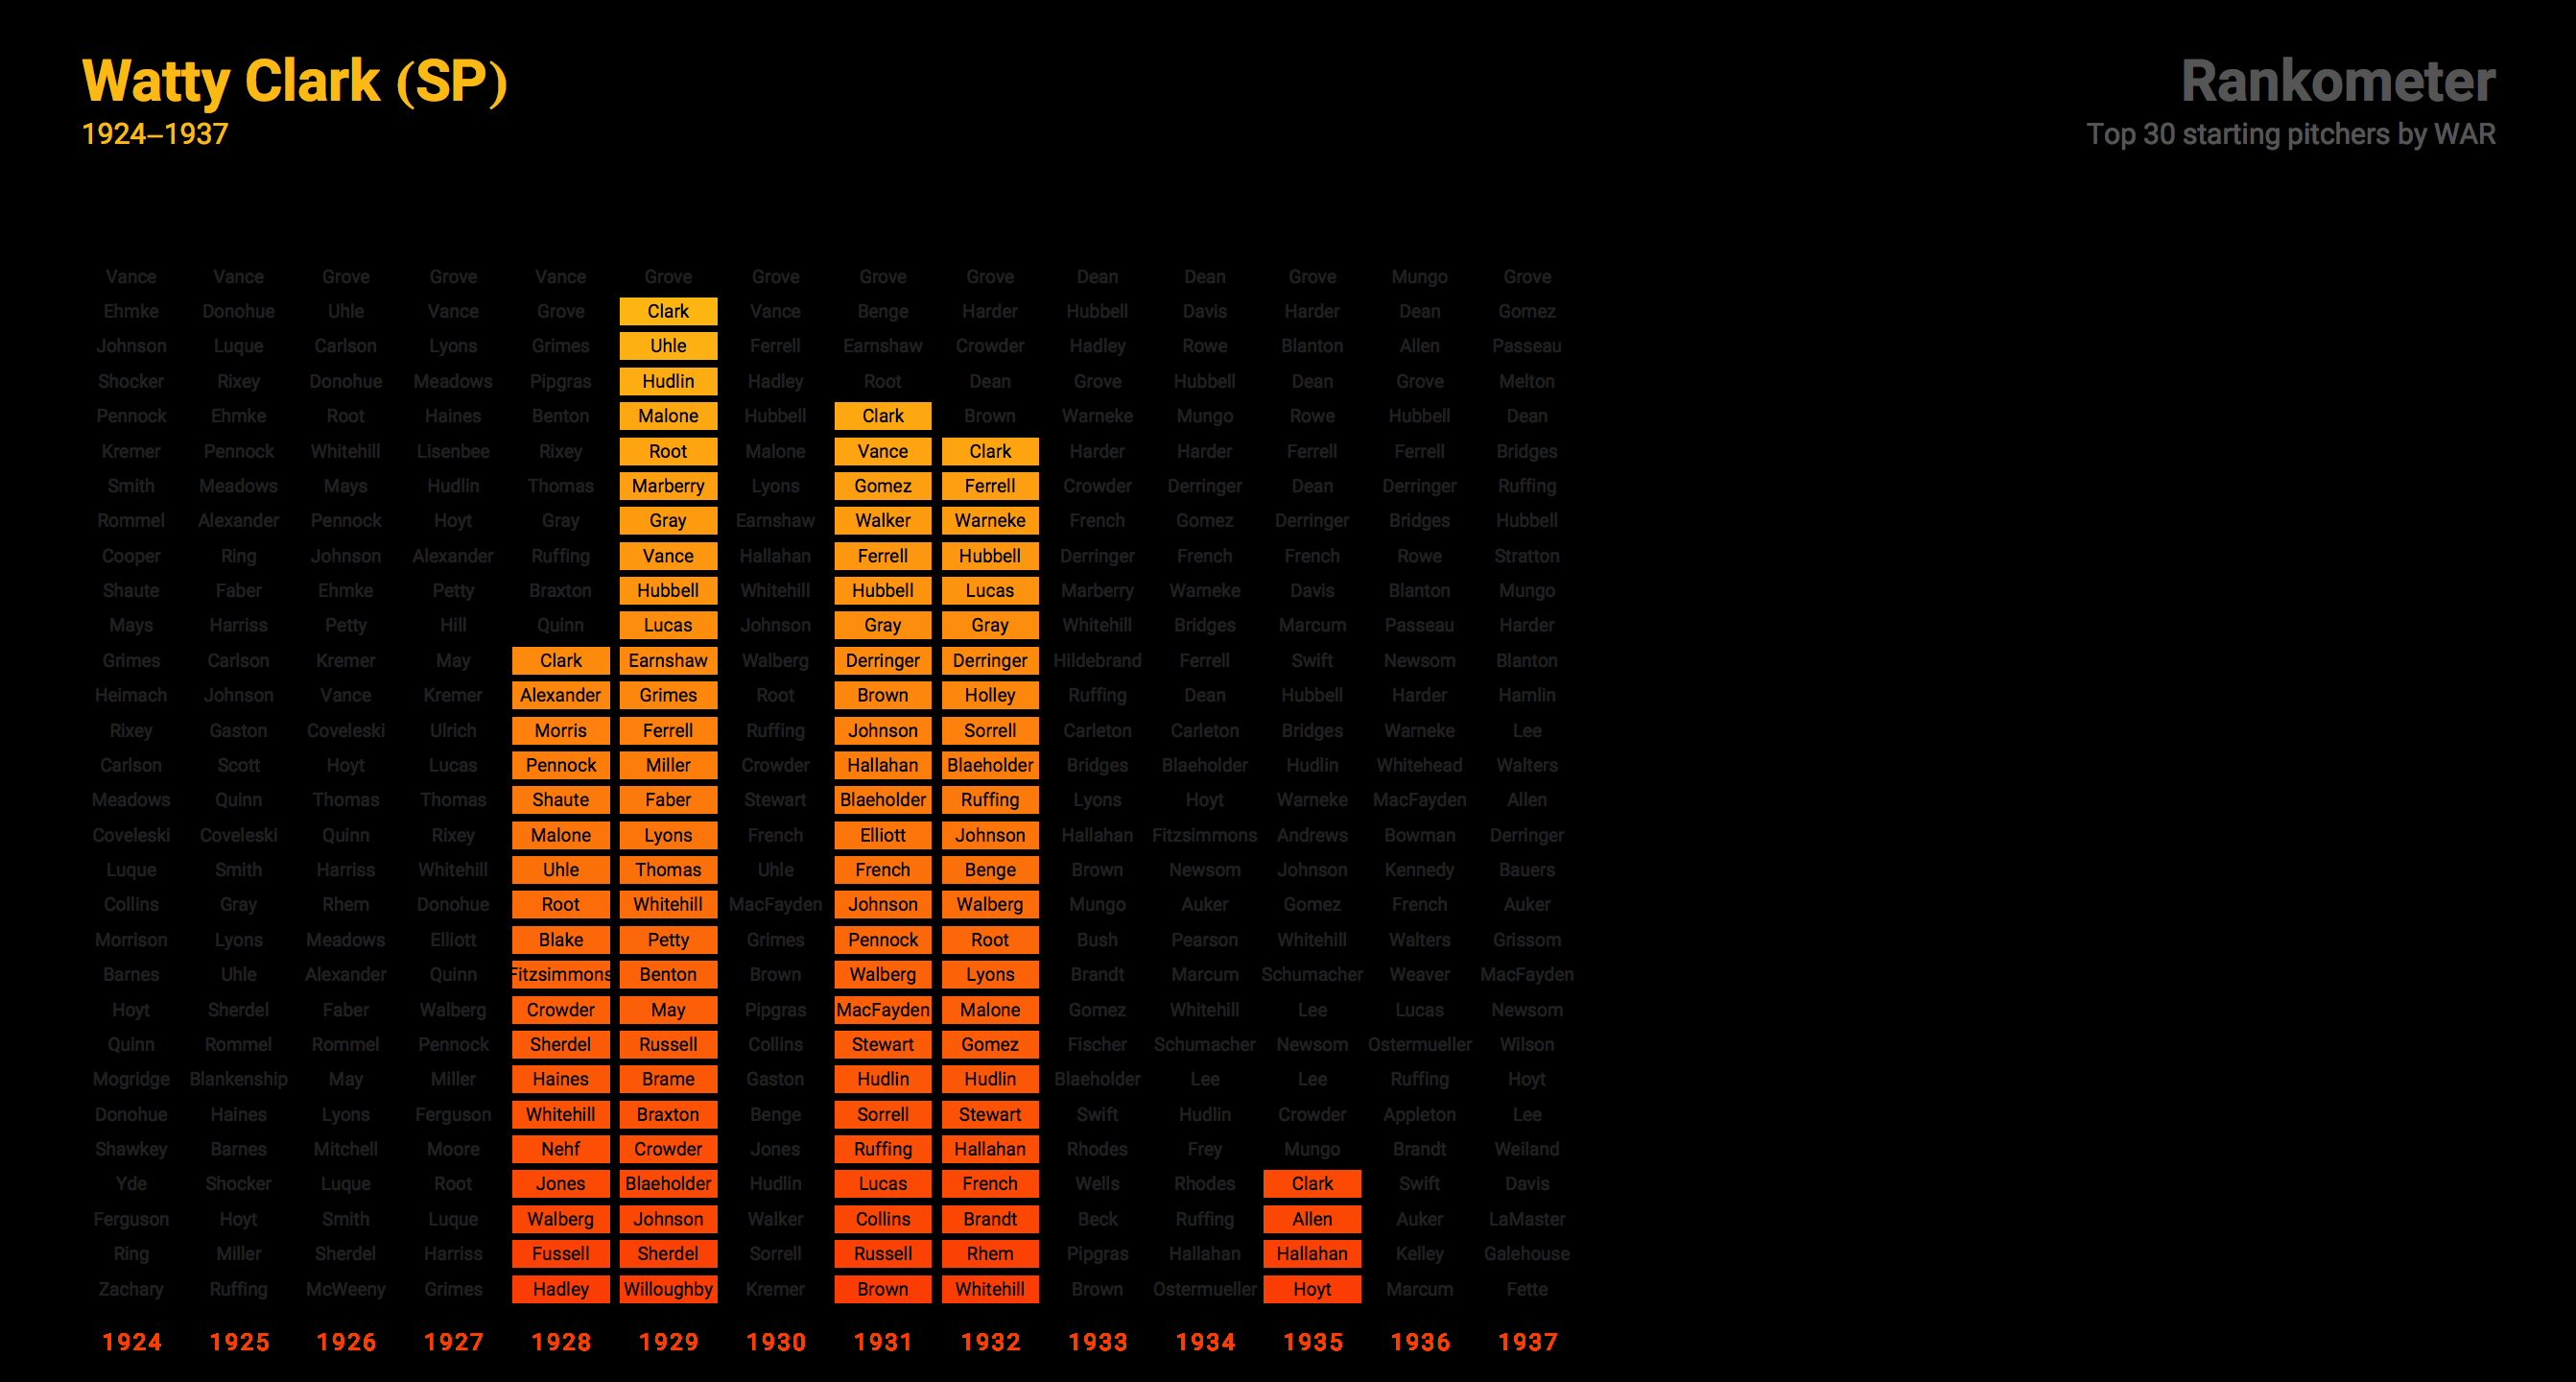 Watty Clark (SP)
1924–1937
Rankometer
Top 30 starting pitchers by WAR
Vance Vance Grove Grove Vance Grove Grove Grove Grove Dean Dean Grove Mungo Grove
Ehmke Donohue Uhle Vance Grove Clark Vance Benge Harder Hubbell Davis Harder Dean Gomez
Johnson Luque Carlson Lyons Grimes Uhle Ferrell Earnshaw Crowder Hadley Rowe Blanton Allen Passeau
Shocker Rixey Donohue Meadows Pipgras Hudlin Hadley Root Dean Grove Hubbell Dean Grove Melton
Pennock Ehmke Root Haines Benton Malone Hubbell Clark Brown Warneke Mungo Rowe Hubbell Dean
Kremer Pennock Whitehill Lisenbee Rixey Root Malone Vance Clark Harder Harder Ferrell Ferrell Bridges
Smith Meadows Mays Hudlin Thomas Marberry Lyons Gomez Ferrell Crowder Derringer Dean Derringer Ruffing
Rommel Alexander Pennock Hoyt Gray Gray Earnshaw Walker Warneke French Gomez Derringer Bridges Hubbell
Cooper Ring Johnson Alexander Ruffing Vance Hallahan Ferrell Hubbell Derringer French French Rowe Stratton
Shaute Faber Ehmke Petty Braxton Hubbell Whitehill Hubbell Lucas Marberry Warneke Davis Blanton Mungo
Mays Harriss Petty Hill Quinn Lucas Johnson Gray Gray Whitehill Bridges Marcum Passeau Harder
Grimes Carlson Kremer May Clark Earnshaw Walberg Derringer Derringer Hildebrand Ferrell Swift Newsom Blanton
Heimach Johnson Vance Kremer Alexander Grimes Root Brown Holley Ruffing Dean Hubbell Harder Hamlin
Rixey Gaston Coveleski Ulrich Morris Ferrell Ruffing Johnson Sorrell Carleton Carleton Bridges Warneke Lee
Carlson Scott Hoyt Lucas Pennock Miller Crowder Hallahan Blaeholder Bridges Blaeholder Hudlin Whitehead Walters
Meadows Quinn Thomas Thomas Shaute Faber Stewart Blaeholder Ruffing Lyons Hoyt Warneke MacFayden Allen
Coveleski Coveleski Quinn Rixey Malone Lyons French Elliott Johnson Hallahan Fitzsimmons Andrews Bowman Derringer
Luque Smith Harriss Whitehill Uhle Thomas Uhle French Benge Brown Newsom Johnson Kennedy Bauers
Collins Gray Rhem Donohue Root Whitehill MacFayden Johnson Walberg Mungo Auker Gomez French Auker
Morrison Lyons Meadows Elliott Blake Petty Grimes Pennock Root Bush Pearson Whitehill Walters Grissom
Barnes Uhle Alexander Quinn Fitzsimmons Benton Brown Walberg Lyons Brandt Marcum Schumacher Weaver MacFayden
Hoyt Sherdel Faber Walberg Crowder May Pipgras MacFayden Malone Gomez Whitehill Lee Lucas Newsom
Quinn Rommel Rommel Pennock Sherdel Russell Collins Stewart Gomez Fischer Schumacher Newsom Ostermueller Wilson
Mogridge Blankenship May Miller Haines Brame Gaston Hudlin Hudlin Blaeholder Lee Lee Ruffing Hoyt
Donohue Haines Lyons Ferguson Whitehill Braxton Benge Sorrell Stewart Swift Hudlin Crowder Appleton Lee
Shawkey Barnes Mitchell Moore Nehf Crowder Jones Ruffing Hallahan Rhodes Frey Mungo Brandt Weiland
Yde Shocker Luque Root Jones Blaeholder Hudlin Lucas French Wells Rhodes Clark Swift Davis
Ferguson Hoyt Smith Luque Walberg Johnson Walker Collins Brandt Beck Ruffing Allen Auker LaMaster
Ring Miller Sherdel Harriss Fussell Sherdel Sorrell Russell Rhem Pipgras Hallahan Hallahan Kelley Galehouse
Zachary Ruffing McWeeny Grimes Hadley Willoughby Kremer Brown Whitehill Brown Ostermueller Hoyt Marcum Fette
1924 1925 1926 1927 1928 1929 1930 1931 1932 1933 1934 1935 1936 1937